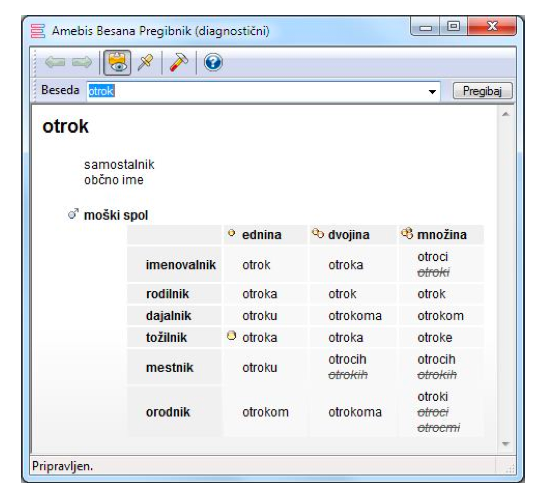 Amebis Besana Pregibnik (diagnostični)
Beseda otrok Pregibaj
otrok
samostalnik
občno ime
moški spol
ednina dvojina množina
imenovalnik otrok otroka otroci
otroki
rodilnik otroka otrok otrok
dajalnik otroku otrokoma otrokom
tožilnik otroka otroka otroke
mestnik otroku otrocih otrocih
otrokih otrokih
orodnik otrokom otrokoma otroki
otroci
otrocmi
Pripravljen.